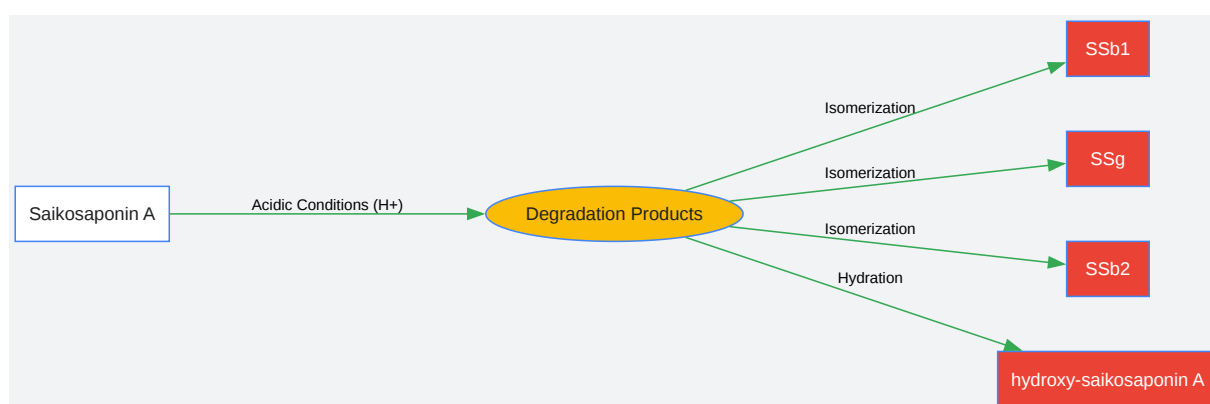 SSb1
Isomerization
SSg
Isomerization
Saikosaponin A
Acidic Conditions (H+)
Degradation Products
Isomerization
SSb2
Hydration
hydroxy-saikosaponin A